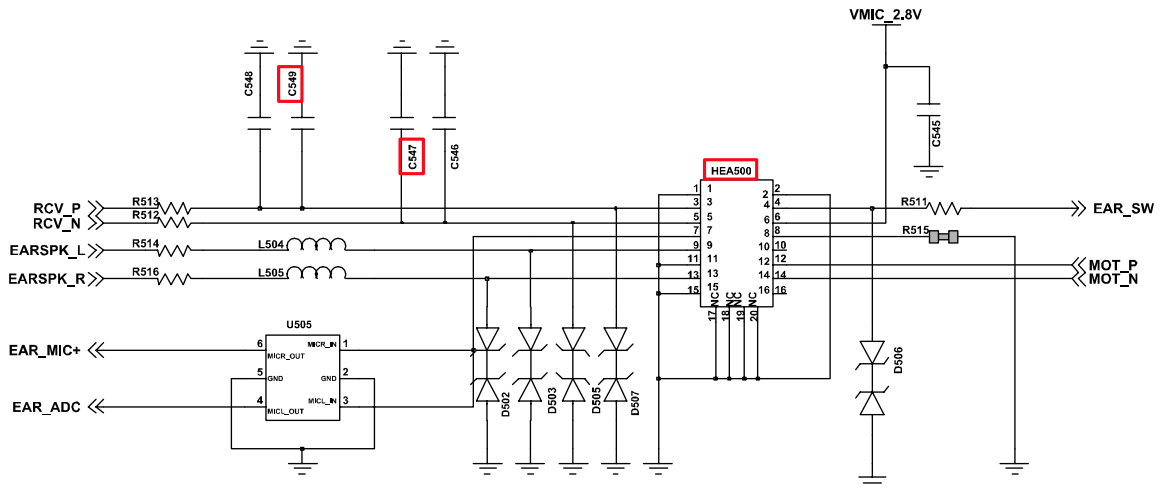 VMIC_2.8V
C548
C549
C547
C546
C545
HEA500
1 1 2 2
RCV_P R513 3 3 4 4 R511 EAR_SW
RCV_N R512 5 5 6 6
7 7 8 8 R515
EARSPK_L R514 L504 9 9 10 10
11 11 12 12 MOT_P
EARSPK_R R516 L505 13 13 14 14 MOT_N
15 15 16 16
NC NC NC NC
17 18 19 20
U505
EAR_MIC+ 6 MICR_OUT MICR_IN 1
5 GND GND 2
EAR_ADC 4 MICL_OUT MICL_IN 3
D502
D503
D505
D507
D506